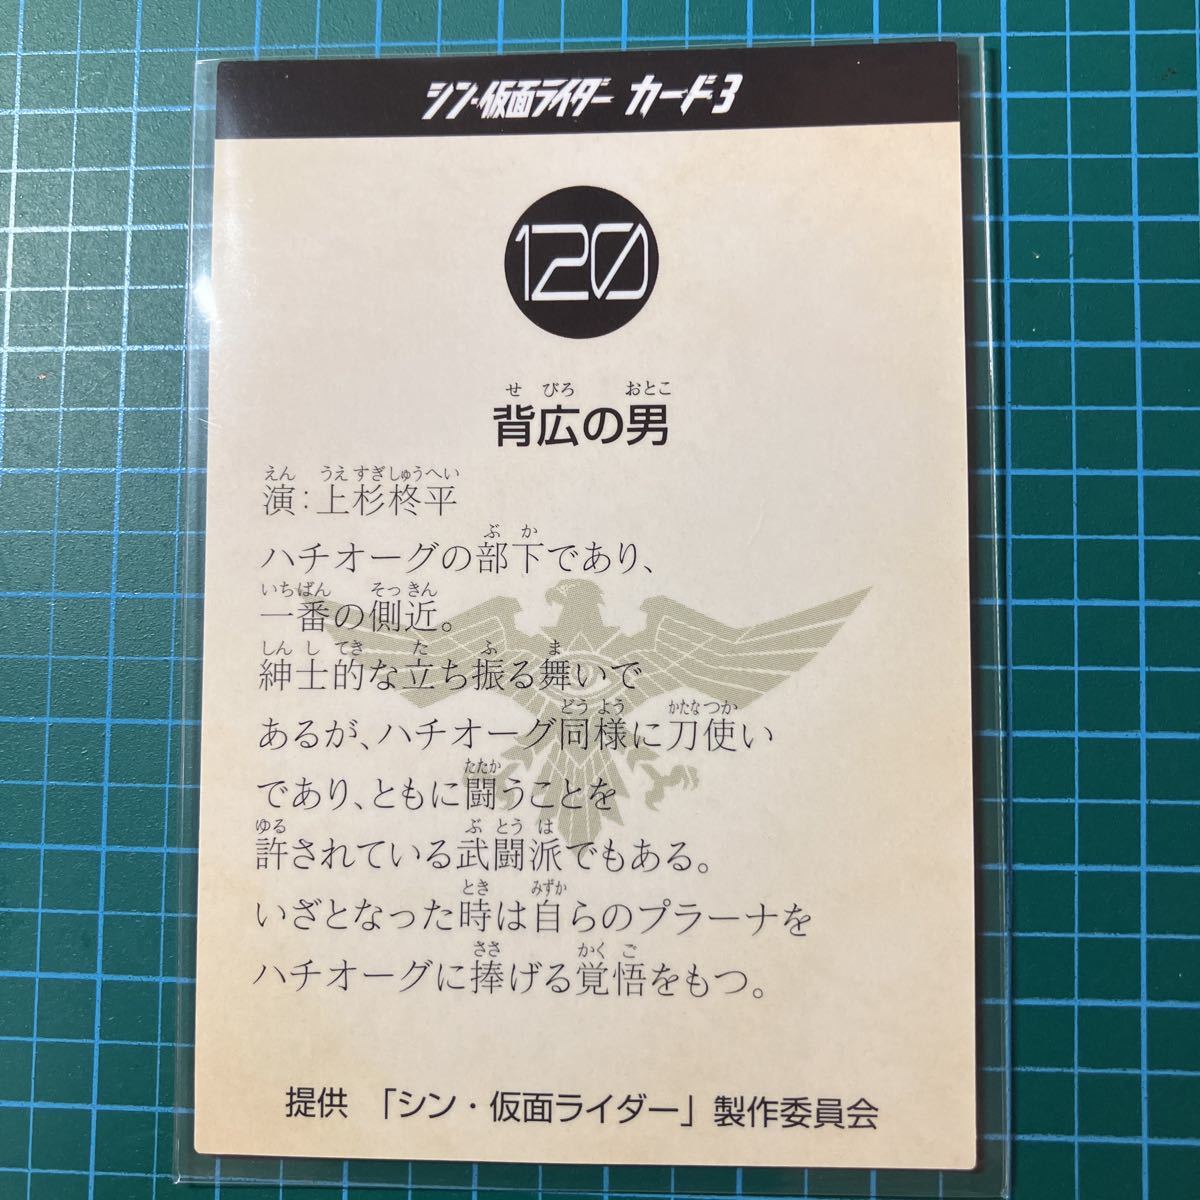 シン・仮面ライダー カード3
120
せ びろ おとこ
背広の男
えん うえすぎしゅうへい
演：上杉柊平
ぶ か
ハチオーグの部下であり、
いちばん そっきん
一番の側近。
しんしてき た ふ ま
紳士的な立ち振る舞いで
どうよう かたなつか
あるが、ハチオーグ同様に刀使い
たたか
であり、ともに闘うことを
ゆる ぶ とう は
許されている武闘派でもある。
とき みずか
いざとなった時は自らのプラーナを
ささ かく ご
ハチオーグに捧げる覚悟をもつ。
提供 「シン・仮面ライダー」製作委員会